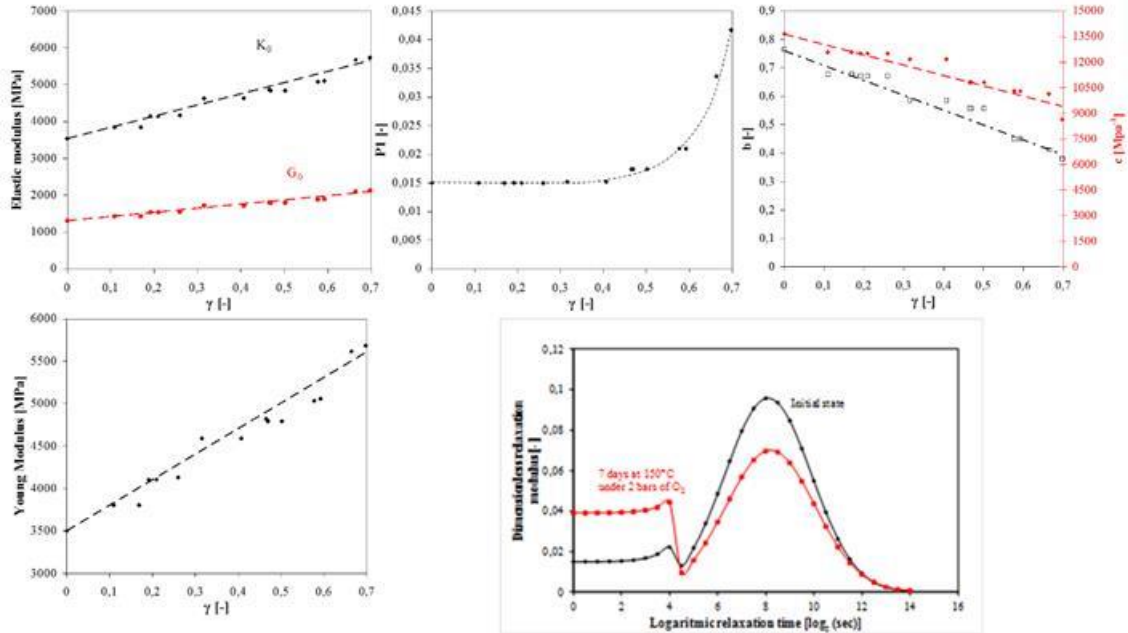 7000
6000
5000
4000
3000
2000
1000
0
Elastic modulus [MPa]
K₀
G₀
0 0,1 0,2 0,3 0,4 0,5 0,6 0,7
γ [-]
0,045
0,04
0,035
0,03
0,025
0,02
0,015
0,01
0,005
0
P1 [-]
0 0,1 0,2 0,3 0,4 0,5 0,6 0,7
γ [-]
0,9
0,8
0,7
0,6
0,5
0,4
0,3
0,2
0,1
0
b [-]
15000
13500
12000
10500
9000
7500
6000
4500
3000
1500
0
c [Mpa⁻¹]
0 0,1 0,2 0,3 0,4 0,5 0,6 0,7
γ [-]
6000
5500
5000
4500
4000
3500
3000
Young Modulus [MPa]
0 0,1 0,2 0,3 0,4 0,5 0,6 0,7
γ [-]
0,12
0,1
0,08
0,06
0,04
0,02
0
Dimensionless relaxation
modulus [-]
Initial state
7 days at 150°C
under 2 bars of O₂
0 2 4 6 8 10 12 14 16
Logaritmic relaxation time [log, (sec)]